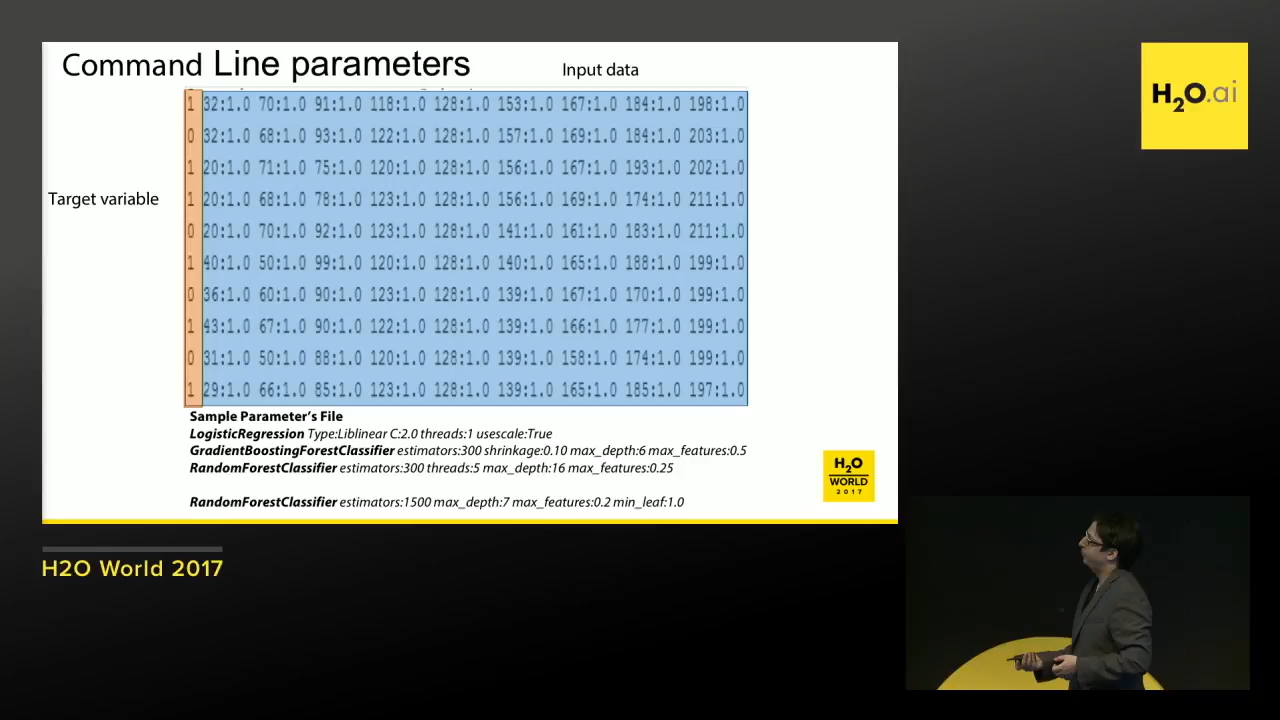 Command Line parameters
Input data
Target variable
1 32:1.0 70:1.0 91:1.0 118:1.0 128:1.0 153:1.0 167:1.0 184:1.0 198:1.0
0 32:1.0 68:1.0 93:1.0 122:1.0 128:1.0 157:1.0 169:1.0 184:1.0 203:1.0
1 20:1.0 71:1.0 75:1.0 120:1.0 128:1.0 156:1.0 167:1.0 193:1.0 202:1.0
1 20:1.0 68:1.0 78:1.0 123:1.0 128:1.0 156:1.0 169:1.0 174:1.0 211:1.0
0 20:1.0 70:1.0 92:1.0 123:1.0 128:1.0 141:1.0 161:1.0 183:1.0 211:1.0
1 40:1.0 50:1.0 99:1.0 120:1.0 128:1.0 140:1.0 165:1.0 188:1.0 199:1.0
0 36:1.0 60:1.0 90:1.0 123:1.0 128:1.0 139:1.0 167:1.0 170:1.0 199:1.0
1 43:1.0 67:1.0 90:1.0 122:1.0 128:1.0 139:1.0 166:1.0 177:1.0 199:1.0
0 31:1.0 50:1.0 88:1.0 120:1.0 128:1.0 139:1.0 158:1.0 174:1.0 199:1.0
1 29:1.0 66:1.0 85:1.0 123:1.0 128:1.0 139:1.0 165:1.0 185:1.0 197:1.0
Sample Parameter's File
LogisticRegression Type:Liblinear C:2.0 threads:1 usescale:True
GradientBoostingForestClassifier estimators:300 shrinkage:0.10 max_depth:6 max_features:0.5
RandomForestClassifier estimators:300 threads:5 max_depth:16 max_features:0.25
RandomForestClassifier estimators:1500 max_depth:7 max_features:0.2 min_leaf:1.0
H2O
WORLD
2017
H2O.ai
H2O World 2017